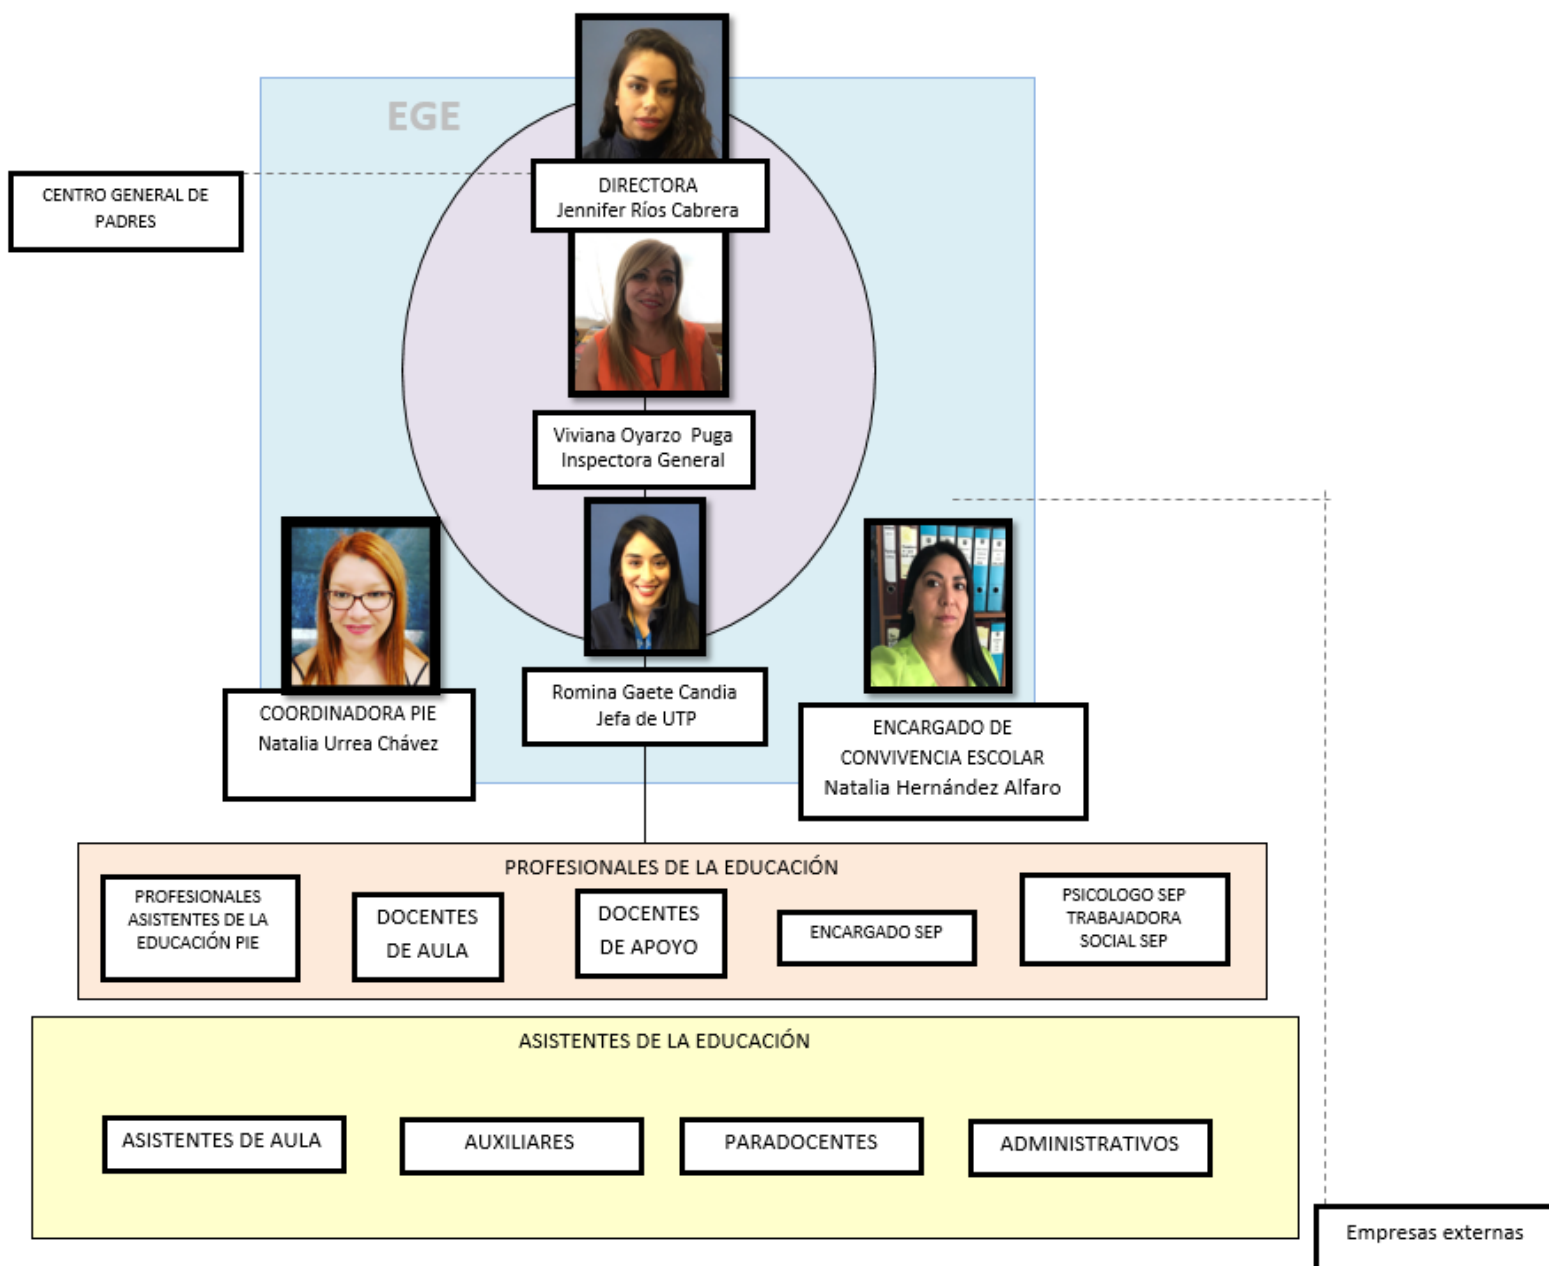 EGE
CENTRO GENERAL DE
PADRES
DIRECTORA
Jennifer Ríos Cabrera
Viviana Oyarzo  Puga
Inspectora General
COORDINADORA PIE
Natalia Urrea Chávez
Romina Gaete Candia
Jefa de UTP
ENCARGADO DE
CONVIVENCIA ESCOLAR
Natalia Hernández Alfaro
PROFESIONALES DE LA EDUCACIÓN
PROFESIONALES
ASISTENTES DE LA
EDUCACIÓN PIE
DOCENTES
DE AULA
DOCENTES
DE APOYO
ENCARGADO SEP
PSICOLOGO SEP
TRABAJADORA
SOCIAL SEP
ASISTENTES DE LA EDUCACIÓN
ASISTENTES DE AULA
AUXILIARES
PARADOCENTES
ADMINISTRATIVOS
Empresas externas